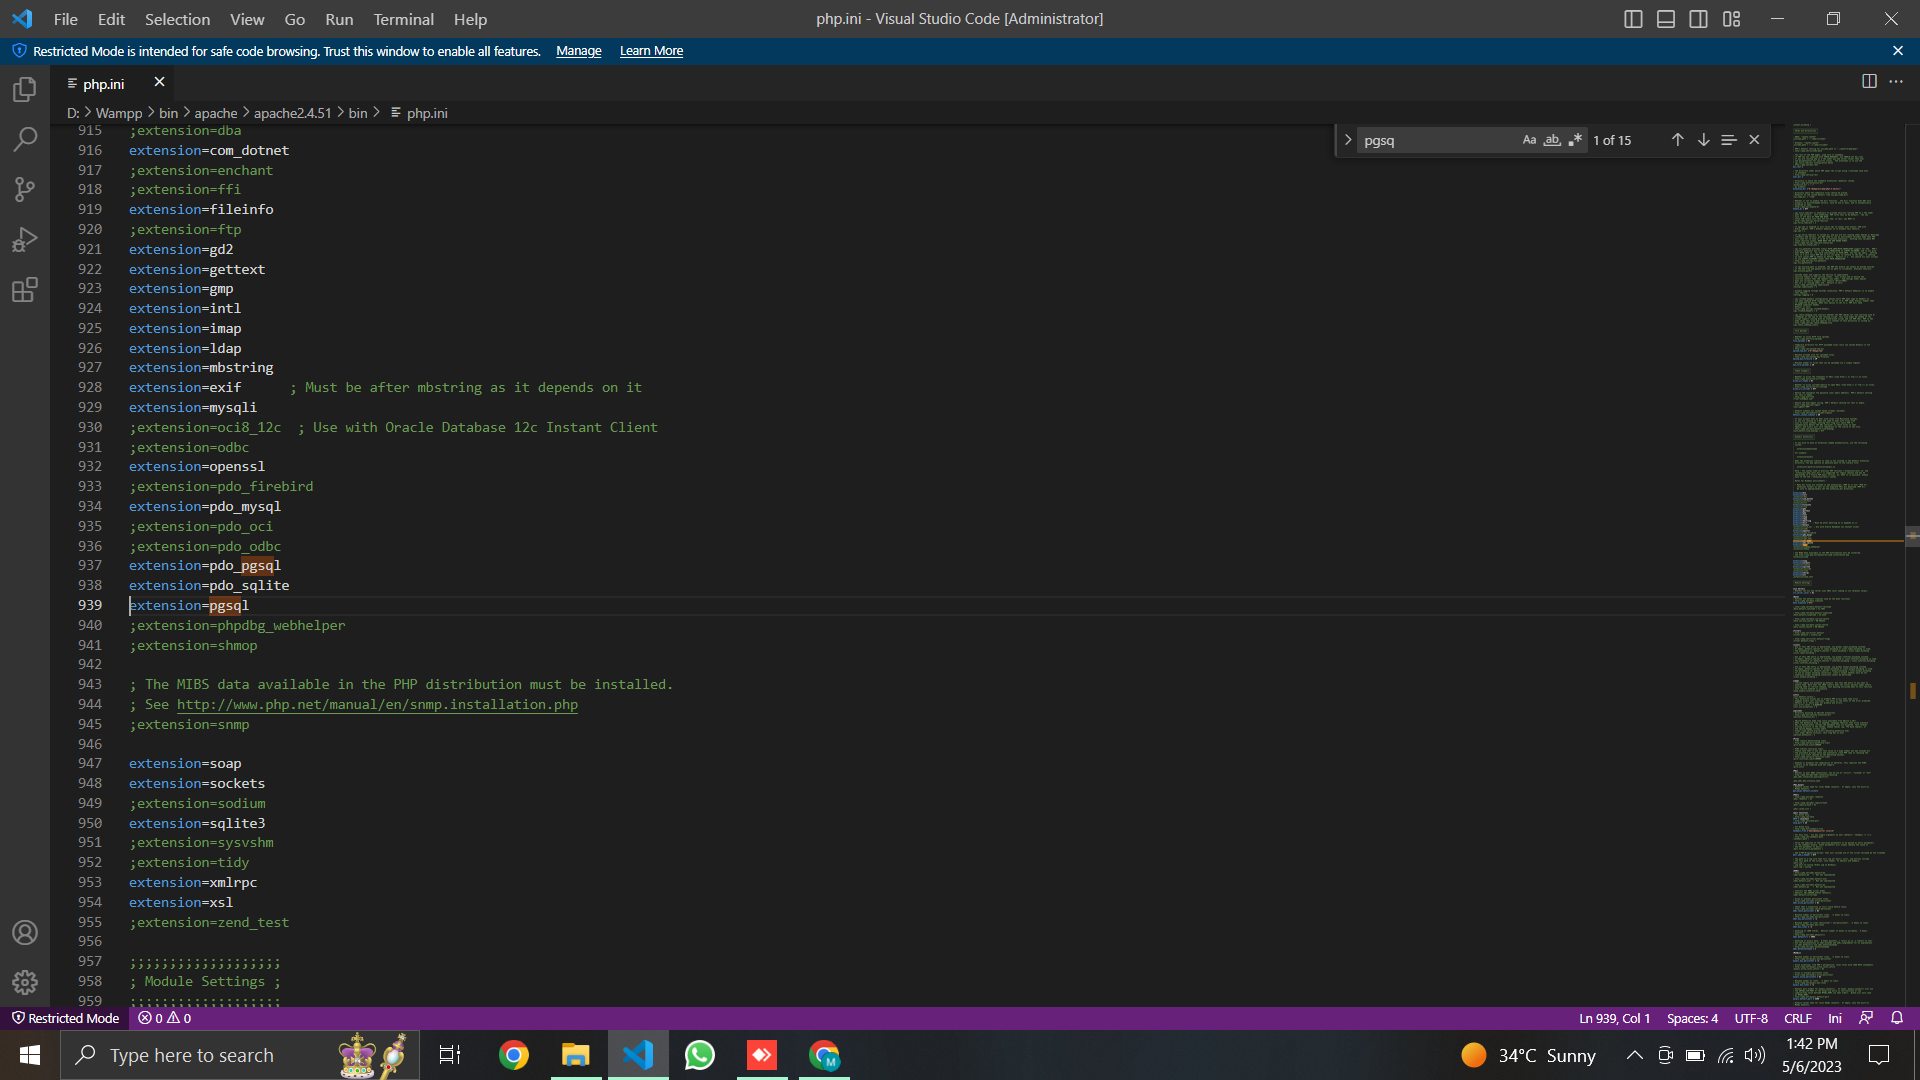 File Edit Selection View Go Run Terminal Help
php.ini - Visual Studio Code [Administrator]
Restricted Mode is intended for safe code browsing. Trust this window to enable all features. Manage Learn More
php.ini
D: > Wampp > bin > apache > apache2.4.51 > bin > php.ini
pgsq Aa ab 1 of 15
915 ;extension=dba
916 extension=com_dotnet
917 ;extension=enchant
918 ;extension=ffi
919 extension=fileinfo
920 ;extension=ftp
921 extension=gd2
922 extension=gettext
923 extension=gmp
924 extension=intl
925 extension=imap
926 extension=ldap
927 extension=mbstring
928 extension=exif      ; Must be after mbstring as it depends on it
929 extension=mysqli
930 ;extension=oci8_12c  ; Use with Oracle Database 12c Instant Client
931 ;extension=odbc
932 extension=openssl
933 ;extension=pdo_firebird
934 extension=pdo_mysql
935 ;extension=pdo_oci
936 ;extension=pdo_odbc
937 extension=pdo_pgsql
938 extension=pdo_sqlite
939 extension=pgsql
940 ;extension=phpdbg_webhelper
941 ;extension=shmop
942
943 ; The MIBS data available in the PHP distribution must be installed.
944 ; See http://www.php.net/manual/en/snmp.installation.php
945 ;extension=snmp
946
947 extension=soap
948 extension=sockets
949 ;extension=sodium
950 extension=sqlite3
951 ;extension=sysvshm
952 ;extension=tidy
953 extension=xmlrpc
954 extension=xsl
955 ;extension=zend_test
956
957 ;;;;;;;;;;;;;;;;;;;
958 ; Module Settings ;
959 ;;;;;;;;;;;;;;;;;;;
Restricted Mode 0 0 Ln 939, Col 1 Spaces: 4 UTF-8 CRLF Ini
Type here to search
M
34°C Sunny
1:42 PM
5/6/2023